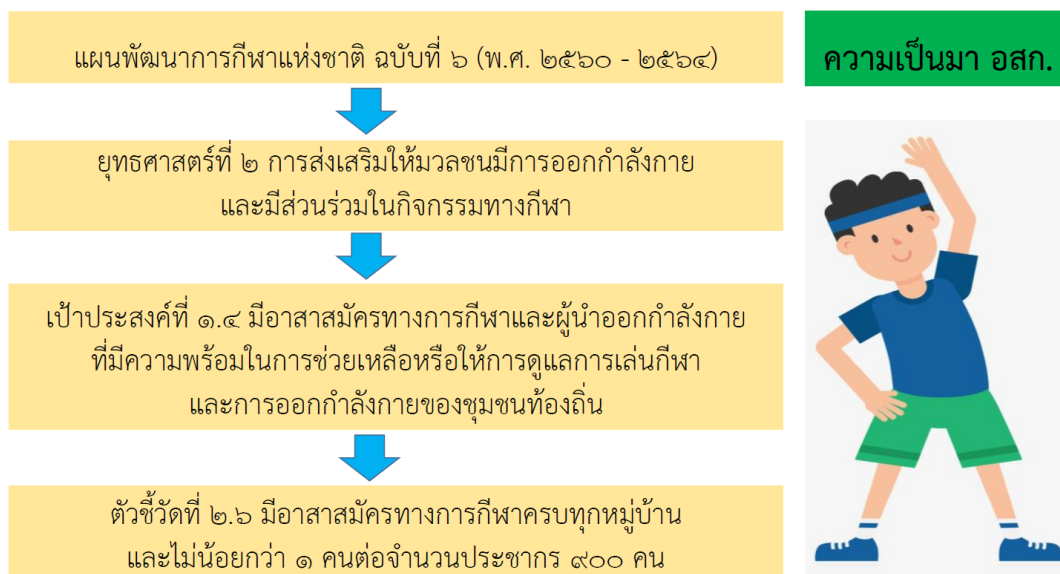 แผนพัฒนาการกีฬาแห่งชาติ ฉบับที่ ๖ (พ.ศ. ๒๕๖๐ - ๒๕๖๔)
ความเป็นมา อสก.
ยุทธศาสตร์ที่ ๒ การส่งเสริมให้มวลชนมีการออกกำลังกาย
และมีส่วนร่วมในกิจกรรมทางกีฬา
เป้าประสงค์ที่ ๑.๔ มีอาสาสมัครทางการกีฬาและผู้นำออกกำลังกาย
ที่มีความพร้อมในการช่วยเหลือหรือให้การดูแลการเล่นกีฬา
และการออกกำลังกายของชุมชนท้องถิ่น
ตัวชี้วัดที่ ๒.๖ มีอาสาสมัครทางการกีฬาครบทุกหมู่บ้าน
และไม่น้อยกว่า ๑ คนต่อจำนวนประชากร ๙๐๐ คน